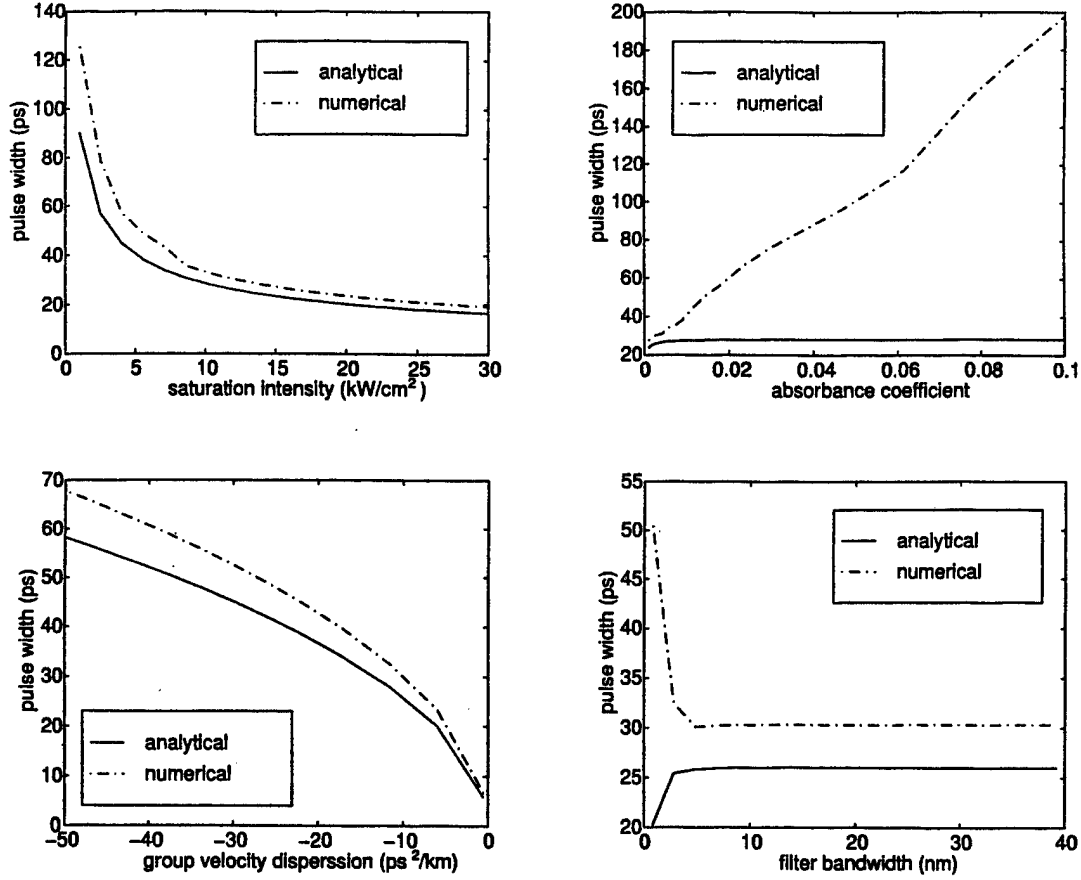 140
120
100
80
60
40
20
0
pulse width (ps)
analytical
numerical
0 5 10 15 20 25 30
saturation intensity (kW/cm²)
200
180
160
140
120
100
80
60
40
20
pulse width (ps)
analytical
numerical
0 0.02 0.04 0.06 0.08 0.1
absorbance coefficient
70
60
50
40
30
20
10
0
pulse width (ps)
analytical
numerical
−50 −40 −30 −20 −10 0
group velocity disperssion (ps²/km)
55
50
45
40
35
30
25
20
pulse width (ps)
analytical
numerical
0 10 20 30 40
filter bandwidth (nm)